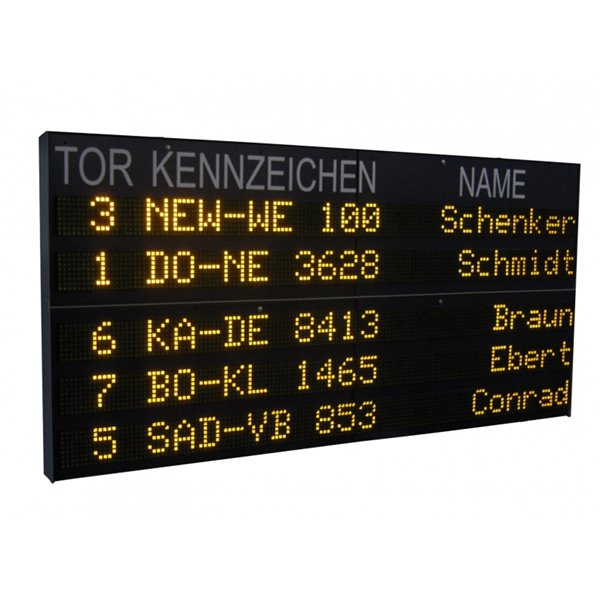 TOR KENNZEICHEN NAME
3 NEW-WE 100 Schenker
1 DO-NE 3628 Schmidt
6 KA-DE 8413 Braun
7 BO-KL 1465 Ebert
5 SAD-VB 853 Conrad